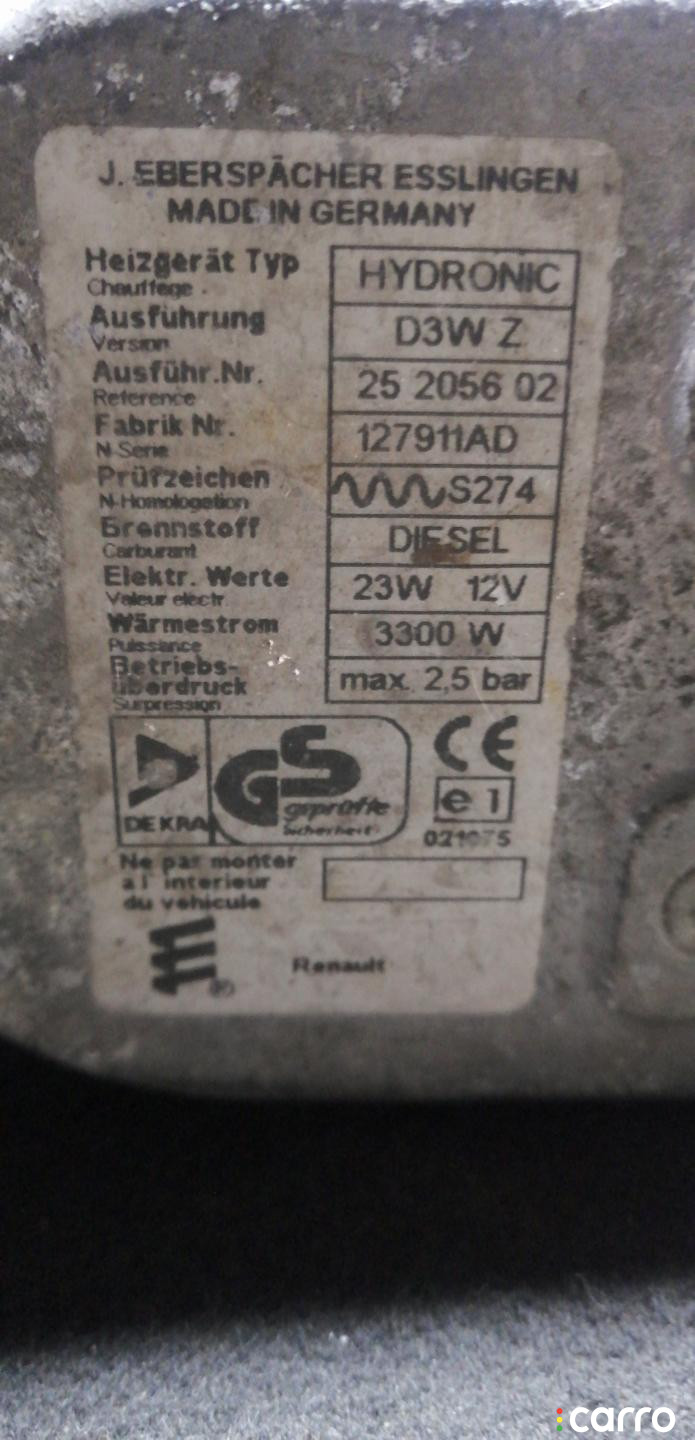 J. EBERSPÄCHER ESSLINGEN
MADE IN GERMANY
Heizgerät Typ HYDRONIC
Chauffage
Ausführung D3W Z
Version
Ausführ.Nr. 25 2056 02
Reference
Fabrik Nr. 127911AD
N-Serie
Prüfzeichen S274
N-Homologation
Brennstoff DIESEL
Carburant
Elektr. Werte 23W 12V
Valeur electr.
Wärmestrom 3300 W
Puissance
Betriebs-
überdruck max. 2,5 bar
Surpression
DEKRA
GS
geprüfte
Sicherheit
CE
e 1
Ne pas monter
a l'interieur
du vehicule
Renault
carro